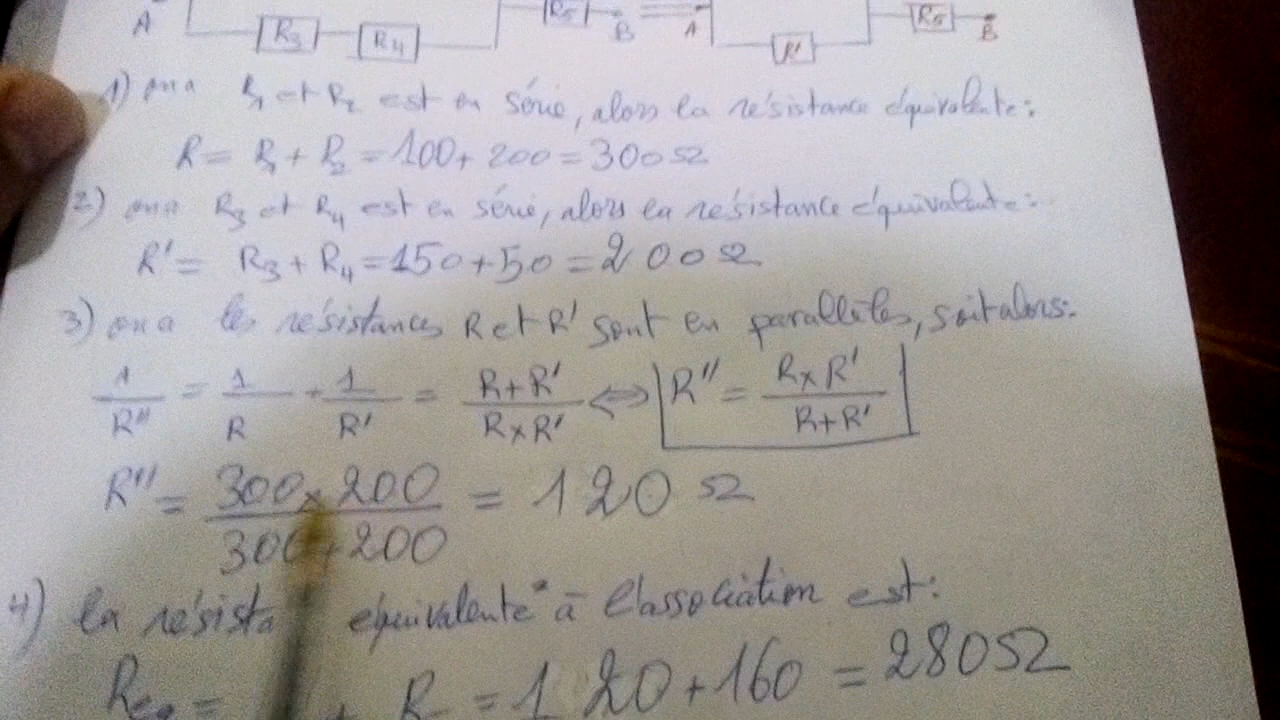 A R3 R4 R5 B A R' R5 B
1) ona R1 et R2 est en série, alors la résistance équivalente:
R = R1 + R2 = 100 + 200 = 300 Ω
2) ona R3 et R4 est en série, alors la résistance équivalente:
R' = R3 + R4 = 150 + 50 = 200 Ω
3) on a les résistances R et R' sont en parallèles, soit alors:
1/R'' = 1/R + 1/R' = R+R'/R×R' ⟺ R'' = R×R'/R+R'
R'' = 300×200/300+200 = 120 Ω
4) la résista équivalente à l'association est:
Req = + R = 120 + 160 = 280 Ω